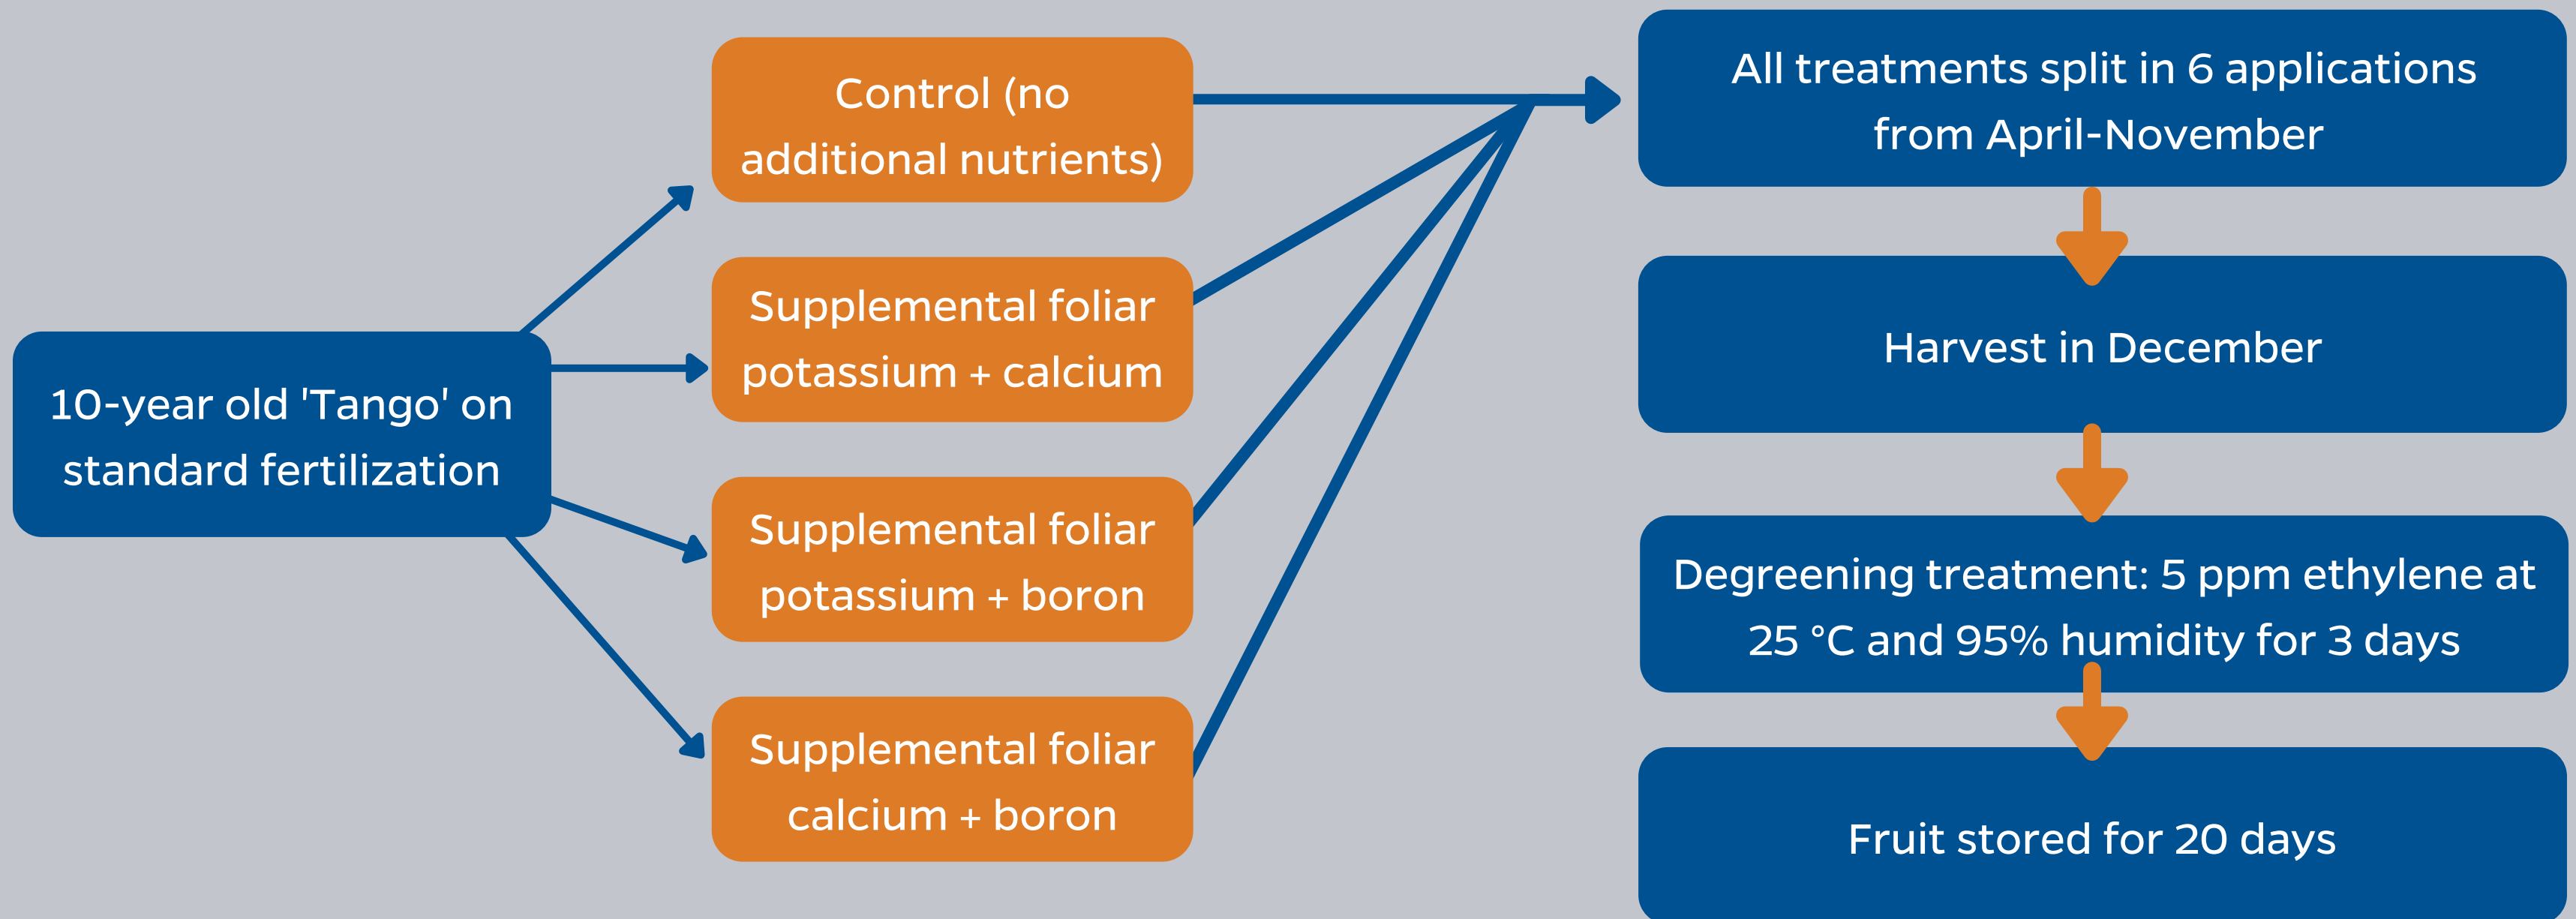 10-year old 'Tango' on
standard fertilization
Control (no
additional nutrients)
Supplemental foliar
potassium + calcium
Supplemental foliar
potassium + boron
Supplemental foliar
calcium + boron
All treatments split in 6 applications
from April-November
Harvest in December
Degreening treatment: 5 ppm ethylene at
25 °C and 95% humidity for 3 days
Fruit stored for 20 days